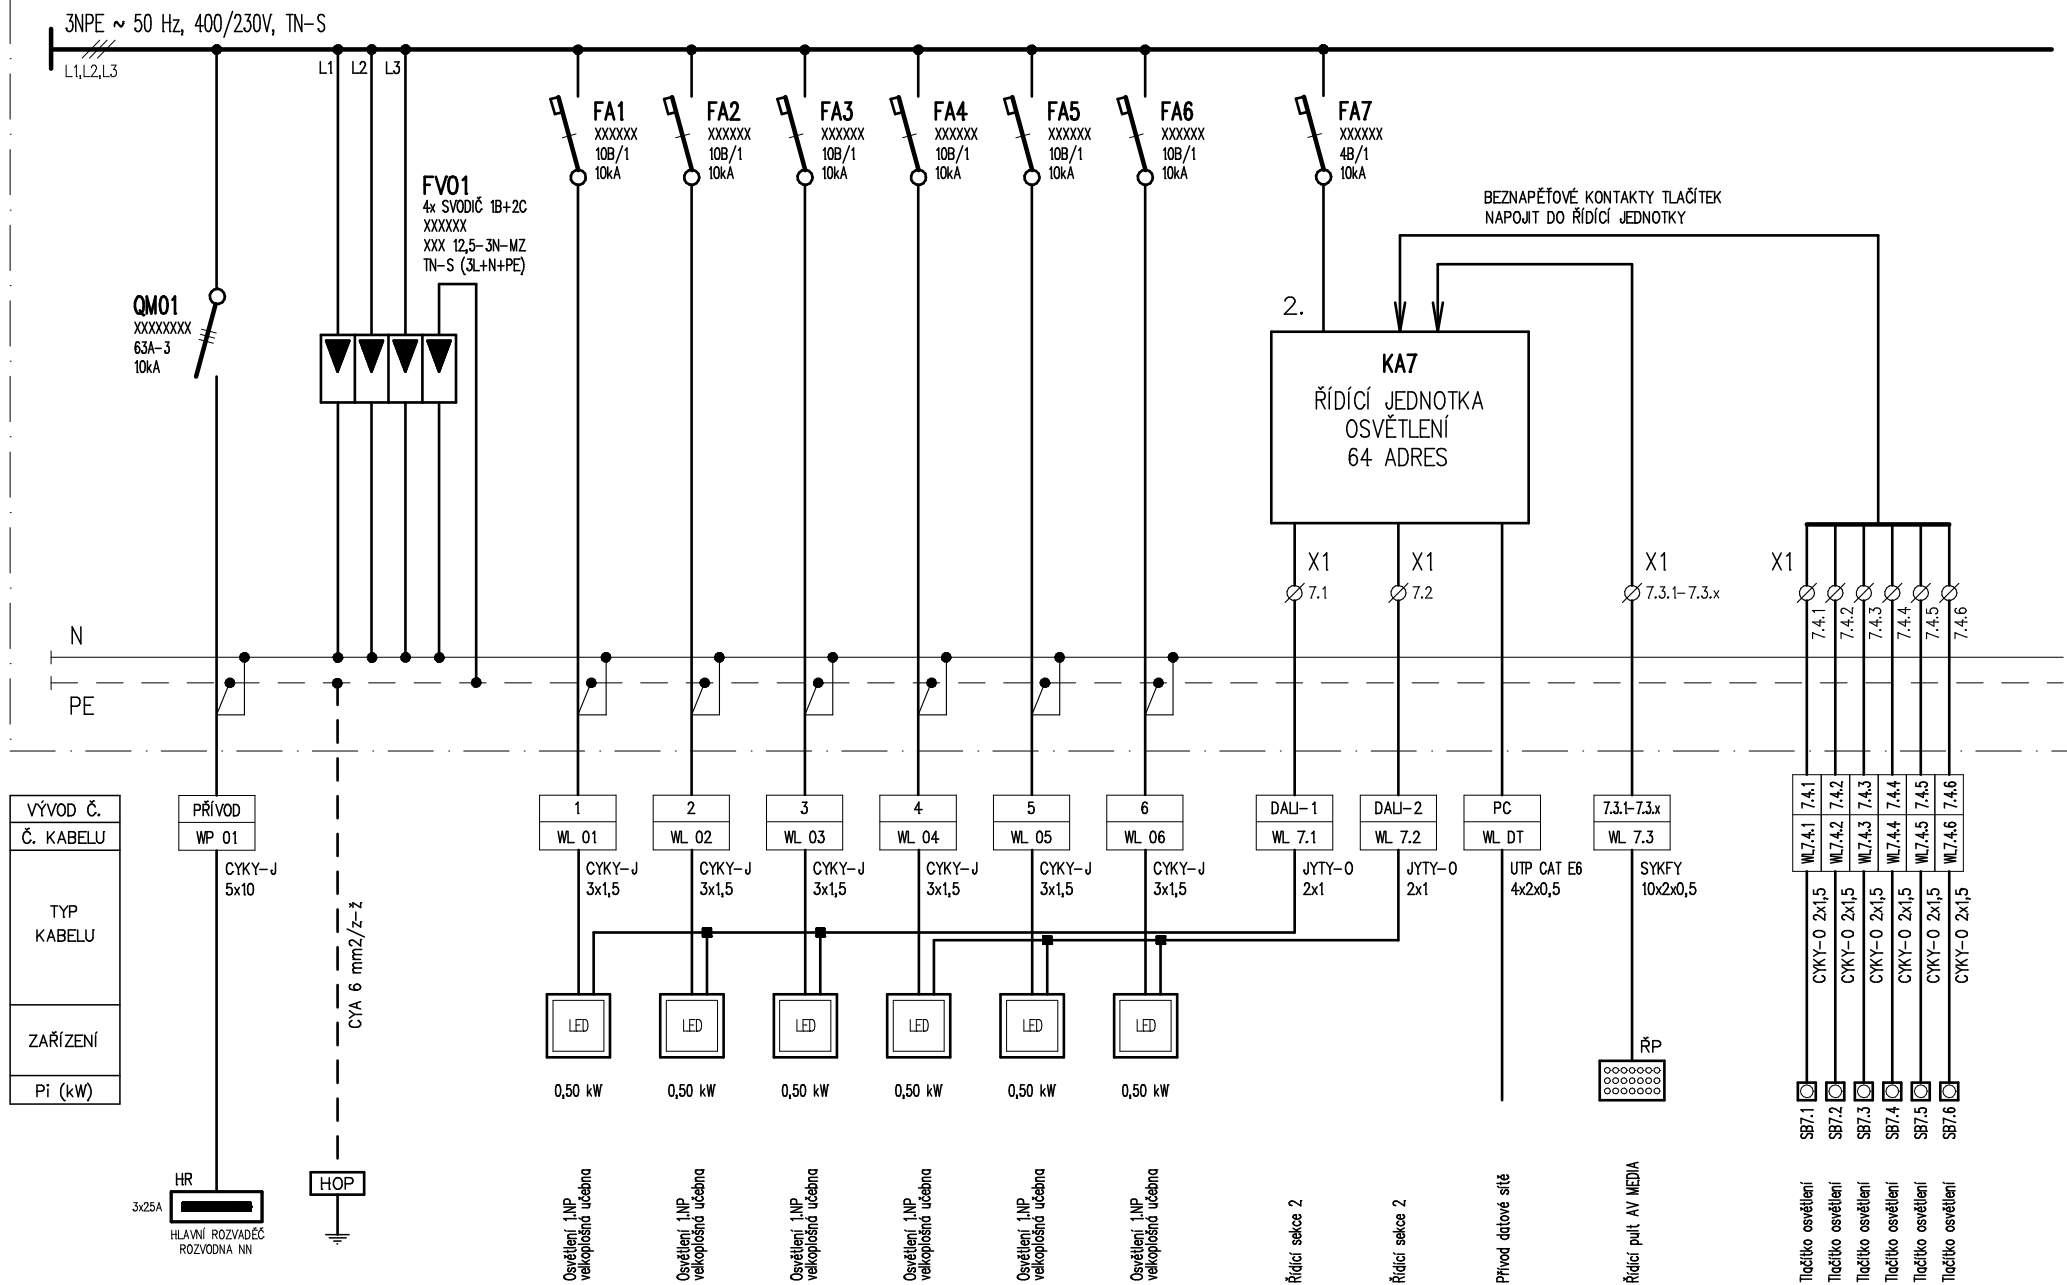 3NPE ~ 50 Hz, 400/230V, TN-S
L1,L2,L3
L1
L2
L3
FV01
4x SVODIČ 1B+2C
XXXXXX
XXX 12,5-3N-MZ
TN-S (3L+N+PE)
QM01
XXXXXXXX
63A-3
10kA
FA1
XXXXXX
10B/1
10kA
FA2
XXXXXX
10B/1
10kA
FA3
XXXXXX
10B/1
10kA
FA4
XXXXXX
10B/1
10kA
FA5
XXXXXX
10B/1
10kA
FA6
XXXXXX
10B/1
10kA
FA7
XXXXXX
4B/1
10kA
BEZNAPĚŤOVÉ KONTAKTY TLAČÍTEK
NAPOJIT DO ŘÍDÍCÍ JEDNOTKY
2.
KA7
ŘÍDÍCÍ JEDNOTKA
OSVĚTLENÍ
64 ADRES
X1
7.1
X1
7.2
X1
7.3.1-7.3.x
X1
7.4.1
7.4.2
7.4.3
7.4.4
7.4.5
7.4.6
N
PE
VÝVOD Č.
Č. KABELU
TYP
KABELU
ZAŘÍZENÍ
Pi (kW)
PŘÍVOD
WP 01
CYKY-J
5x10
CYA 6 mm2/z-ž
1
WL 01
CYKY-J
3x1,5
2
WL 02
CYKY-J
3x1,5
3
WL 03
CYKY-J
3x1,5
4
WL 04
CYKY-J
3x1,5
5
WL 05
CYKY-J
3x1,5
6
WL 06
CYKY-J
3x1,5
DALI-1
WL 7.1
JYTY-O
2x1
DALI-2
WL 7.2
JYTY-O
2x1
PC
WL DT
UTP CAT E6
4x2x0,5
7.3.1-7.3.x
WL 7.3
SYKFY
10x2x0,5
7.4.1
7.4.2
7.4.3
7.4.4
7.4.5
7.4.6
WL7.4.1
WL7.4.2
WL7.4.3
WL7.4.4
WL7.4.5
WL7.4.6
CYKY-O 2x1,5
CYKY-O 2x1,5
CYKY-O 2x1,5
CYKY-O 2x1,5
CYKY-O 2x1,5
CYKY-O 2x1,5
LED
LED
LED
LED
LED
LED
0,50 kW
0,50 kW
0,50 kW
0,50 kW
0,50 kW
0,50 kW
ŘP
SB7.1
SB7.2
SB7.3
SB7.4
SB7.5
SB7.6
HR
3x25A
HLAVNÍ ROZVADĚČ
ROZVODNA NN
HOP
Osvětlení 1.NP
velkoplošná učebna
Osvětlení 1.NP
velkoplošná učebna
Osvětlení 1.NP
velkoplošná učebna
Osvětlení 1.NP
velkoplošná učebna
Osvětlení 1.NP
velkoplošná učebna
Osvětlení 1.NP
velkoplošná učebna
Řídící sekce 2
Řídící sekce 2
Přívod datové sítě
Řídící pult AV MEDIA
Tlačítko osvětlení
Tlačítko osvětlení
Tlačítko osvětlení
Tlačítko osvětlení
Tlačítko osvětlení
Tlačítko osvětlení